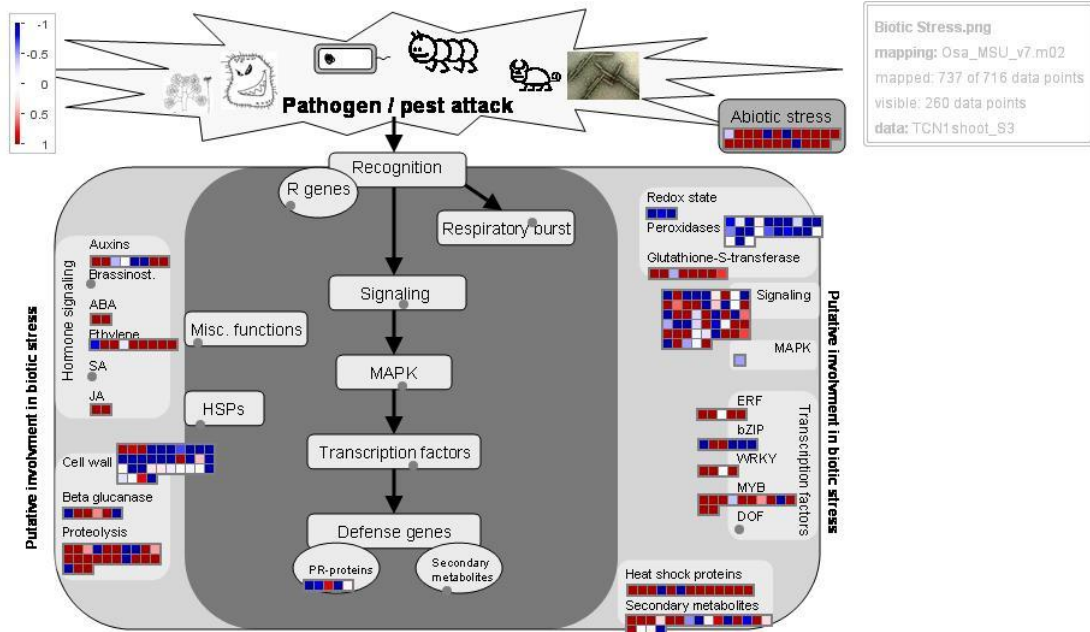 -1
-0.5
0
0.5
1
Pathogen / pest attack
Biotic Stress.png
mapping: Osa_MSU_v7.m02
mapped: 737 of 716 data points
visible: 260 data points
data: TCN1shoot_S3
Abiotic stress
Recognition
R genes
Respiratory burst
Signaling
Misc. functions
MAPK
HSPs
Transcription factors
Defense genes
PR-proteins
Secondary
metabolites
Putative involvment in biotic stress
Hormone signaling
Auxins
Brassinost.
ABA
Ethylene
SA
JA
Cell wall
Beta glucanase
Proteolysis
Redox state
Peroxidases
Glutathione-S-transferase
Signaling
MAPK
ERF
bZIP
WRKY
MYB
DOF
Transcription factors
Putative involvment in biotic stress
Heat shock proteins
Secondary metabolites